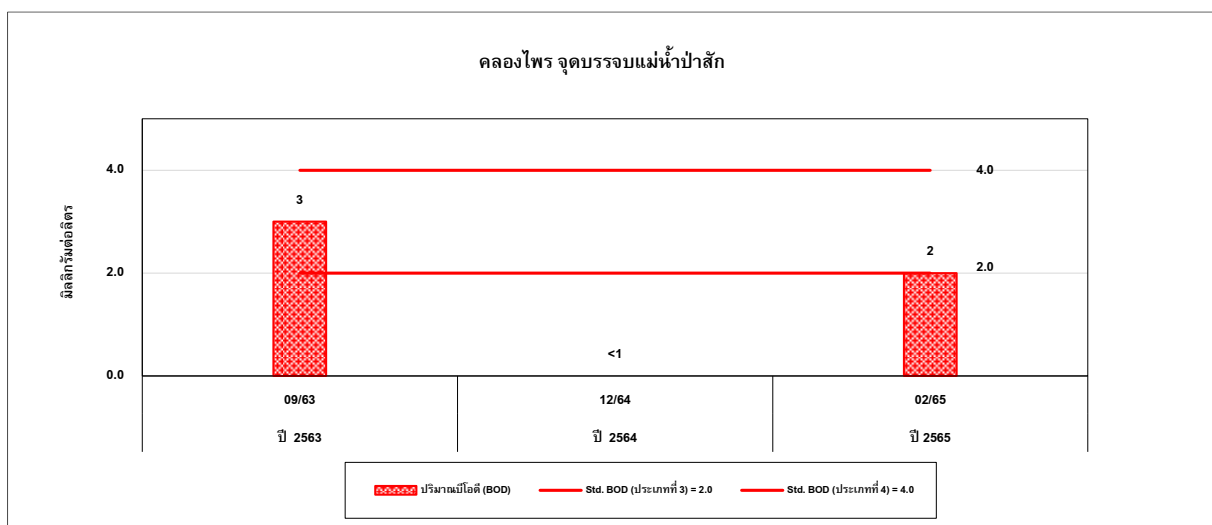 คลองไพร จุดบรรจบแม่น้ำป่าสัก
มิลลิกรัมต่อลิตร
4.0
2.0
0.0
3
<1
2
4.0
2.0
09/63 12/64 02/65
ปี 2563 ปี 2564 ปี 2565
ปริมาณบีโอดี (BOD) Std. BOD (ประเภทที่ 3) = 2.0 Std. BOD (ประเภทที่ 4) = 4.0